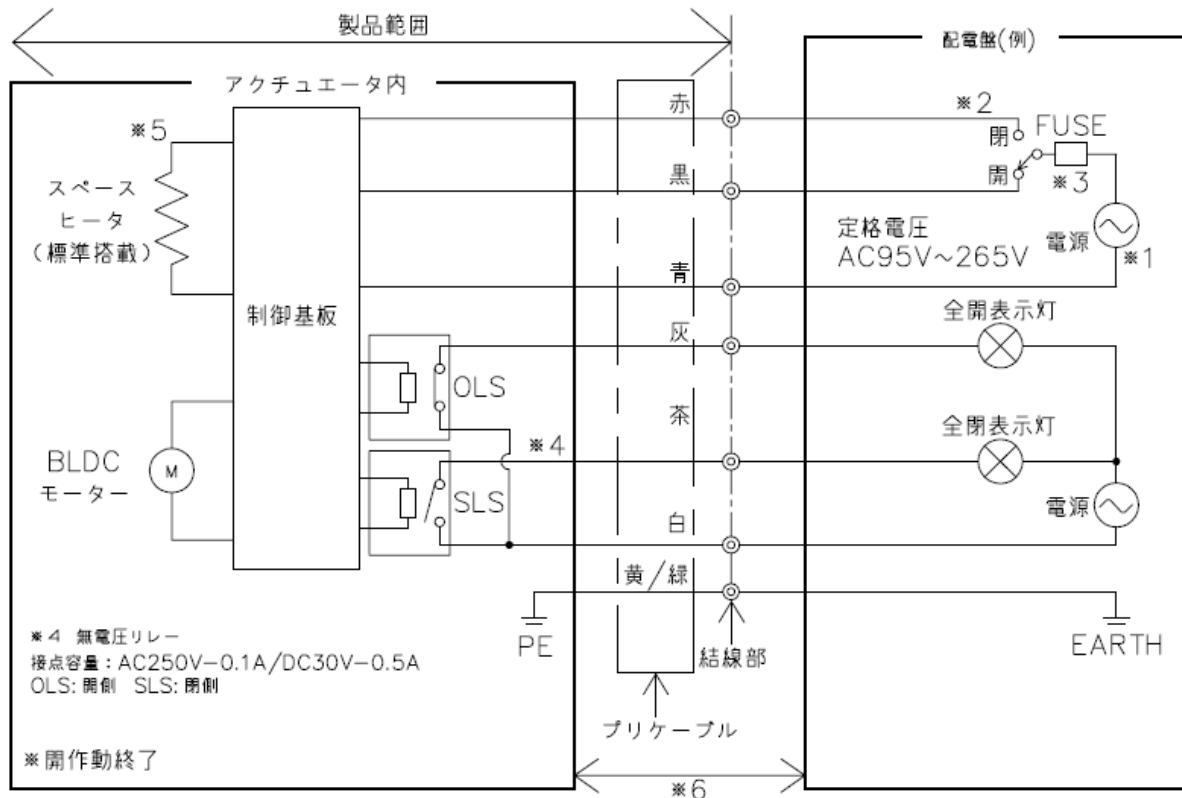 製品範囲
配電盤(例)
アクチュエータ内
※5
スペース
ヒータ
(標準搭載)
制御基板
BLDC
モーター
M
OLS
SLS
※4
赤
黒
青
灰
茶
白
黄/緑
※2
閉
開
FUSE
※3
定格電圧
AC95V~265V
電源
※1
全開表示灯
全閉表示灯
電源
PE
EARTH
結線部
プリケーブル
※6
※4 無電圧リレー
接点容量:AC250V-0.1A/DC30V-0.5A
OLS:開側 SLS:閉側
※開作動終了